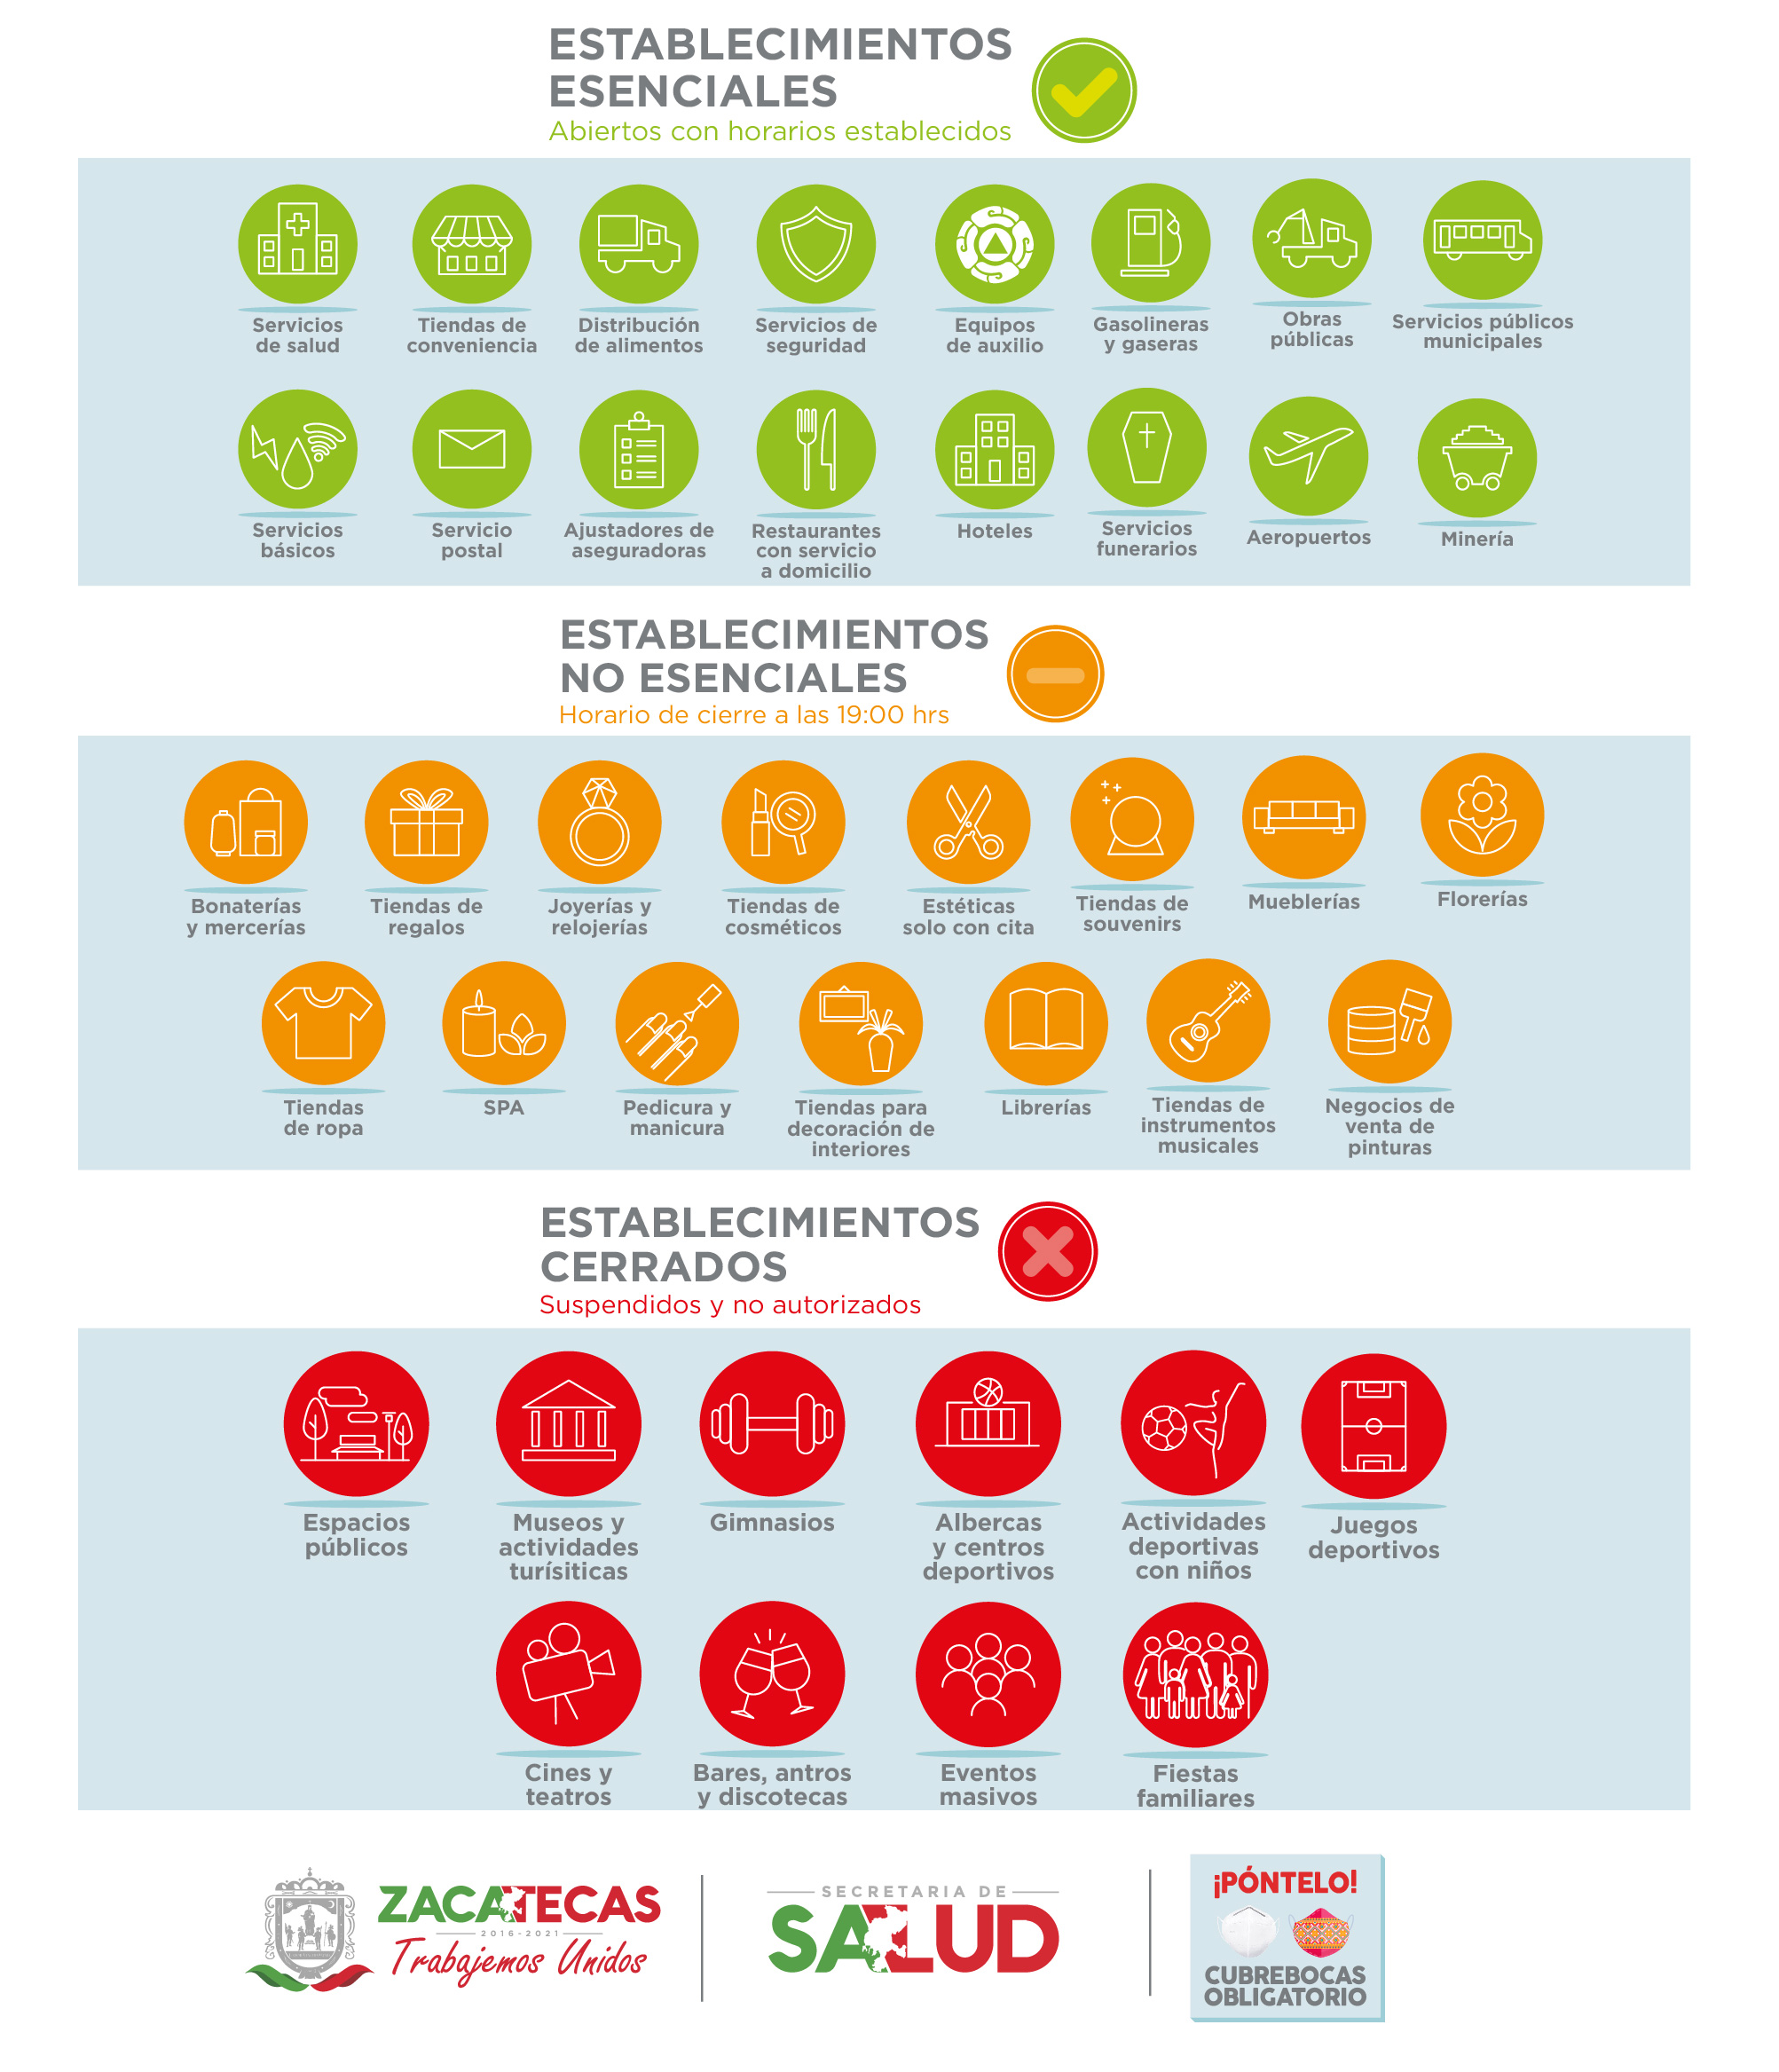 ESTABLECIMIENTOS
ESENCIALES
Abiertos con horarios establecidos
Servicios
de salud
Tiendas de
conveniencia
Distribución
de alimentos
Servicios de
seguridad
Equipos
de auxilio
Gasolineras
y gaseras
Obras
públicas
Servicios públicos
municipales
Servicios
básicos
Servicio
postal
Ajustadores de
aseguradoras
Restaurantes
con servicio
a domicilio
Hoteles
Servicios
funerarios
Aeropuertos
Minería
ESTABLECIMIENTOS
NO ESENCIALES
Horario de cierre a las 19:00 hrs
Bonaterías
y mercerías
Tiendas de
regalos
Joyerías y
relojerías
Tiendas de
cosméticos
Estéticas
solo con cita
Tiendas de
souvenirs
Mueblerías
Florerías
Tiendas
de ropa
SPA
Pedicura y
manicura
Tiendas para
decoración de
interiores
Librerías
Tiendas de
instrumentos
musicales
Negocios de
venta de
pinturas
ESTABLECIMIENTOS
CERRADOS
Suspendidos y no autorizados
Espacios
públicos
Museos y
actividades
turísiticas
Gimnasios
Albercas
y centros
deportivos
Actividades
deportivas
con niños
Juegos
deportivos
Cines y
teatros
Bares, antros
y discotecas
Eventos
masivos
Fiestas
familiares
ZACATECAS
2016-2021
Trabajemos Unidos
SECRETARIA DE
SALUD
¡PÓNTELO!
CUBREBOCAS
OBLIGATORIO